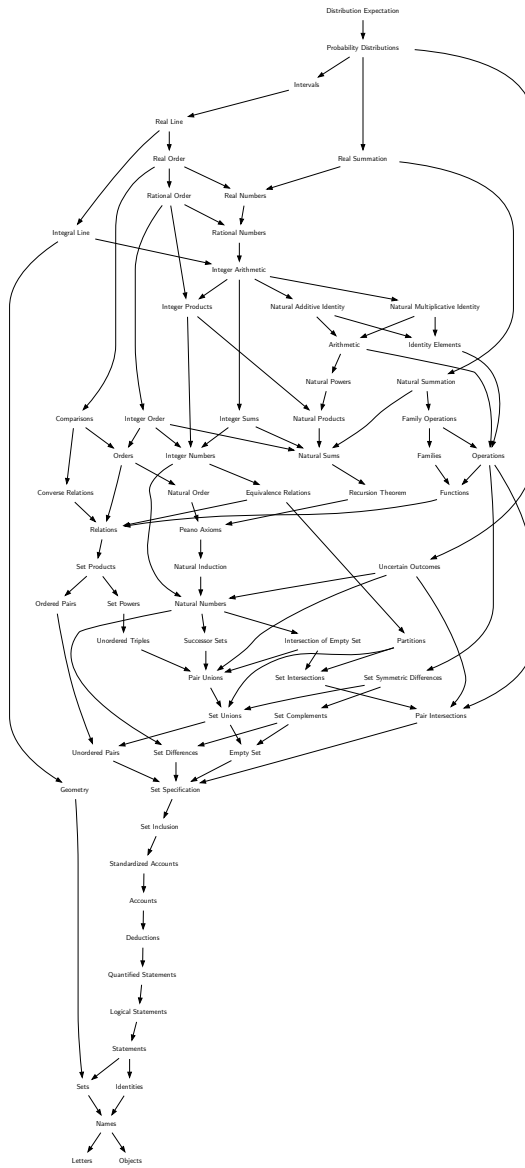 Distribution Expectation
Probability Distributions
Intervals
Real Line
Real Order
Real Summation
Rational Order
Real Numbers
Integral Line
Rational Numbers
Integer Arithmetic
Integer Products
Natural Additive Identity
Natural Multiplicative Identity
Arithmetic
Identity Elements
Natural Powers
Natural Summation
Comparisons
Integer Order
Integer Sums
Natural Products
Family Operations
Orders
Integer Numbers
Natural Sums
Families
Operations
Converse Relations
Natural Order
Equivalence Relations
Recursion Theorem
Functions
Relations
Peano Axioms
Set Products
Natural Induction
Uncertain Outcomes
Ordered Pairs
Set Powers
Natural Numbers
Unordered Triples
Successor Sets
Intersection of Empty Set
Partitions
Pair Unions
Set Intersections
Set Symmetric Differences
Set Unions
Set Complements
Pair Intersections
Unordered Pairs
Set Differences
Empty Set
Geometry
Set Specification
Set Inclusion
Standardized Accounts
Accounts
Deductions
Quantified Statements
Logical Statements
Statements
Sets
Identities
Names
Letters
Objects